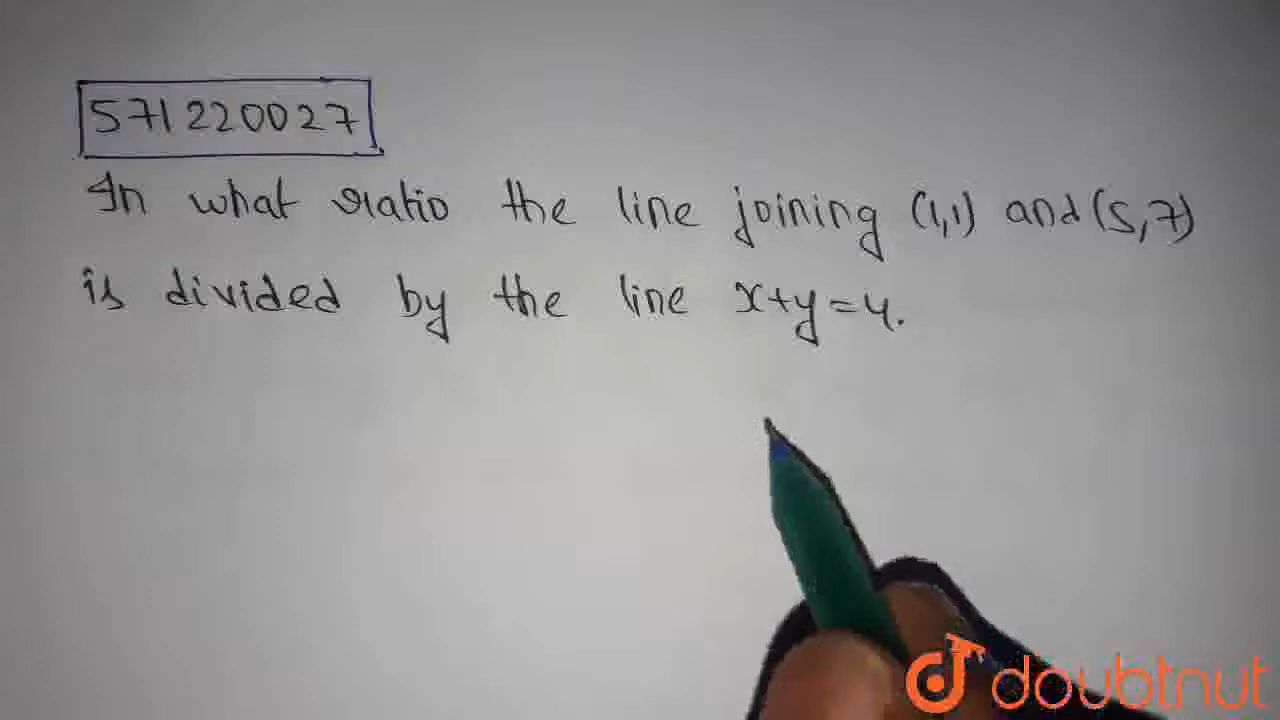 571220027
In what ratio the line joining (1,1) and (5,7)
is divided by the line x+y=4.
doubtnut